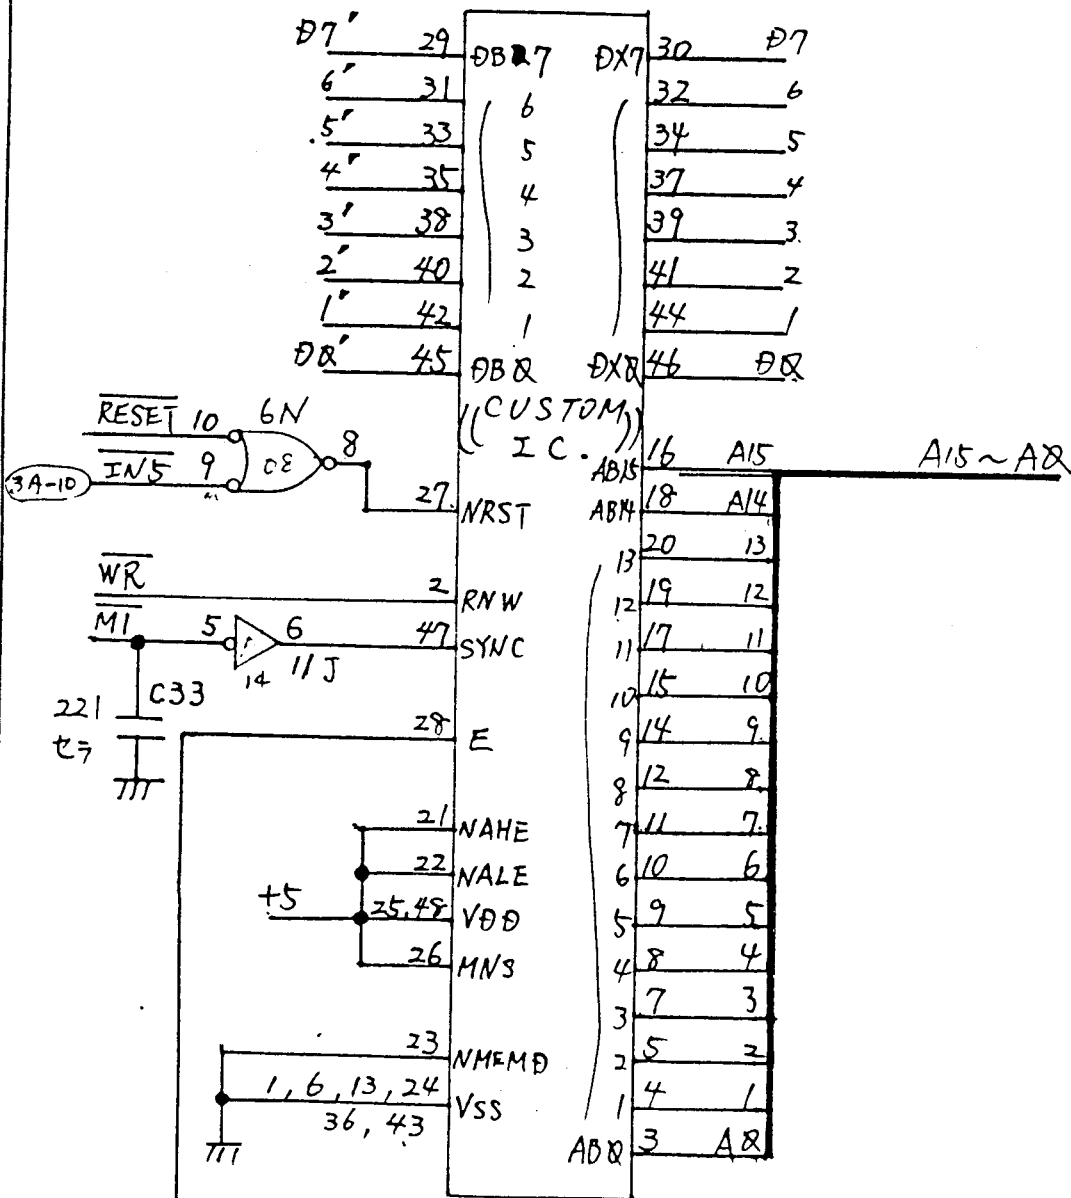 D7' 29 DB 7 DX7 30 D7
6' 31 6 32 6
5' 33 5 34 5
4' 35 4 37 4
3' 38 3 39 3
2' 40 2 41 2
1' 42 1 44 1
D0' 45 DB0 DX0 46 D0
RESET 10 6N 8
((CUSTOM IC.))
3A-10 IN5 9
27 NRST
WR 2 RNW
M1 5 6 47 SYNC
14 11J
C33
221
セラ
28 E
21 NAHE
22 NALE
+5 25,48 VDD
26 MNS
23 NMEMD
1, 6, 13, 24 VSS
36, 43
AB15 16 A15 A15~A0
AB14 18 A14
13 20 13
12 19 12
11 17 11
10 15 10
9 14 9
8 12 8
7 11 7
6 10 6
5 9 5
4 8 4
3 7 3
2 5 2
1 4 1
AB0 3 A0